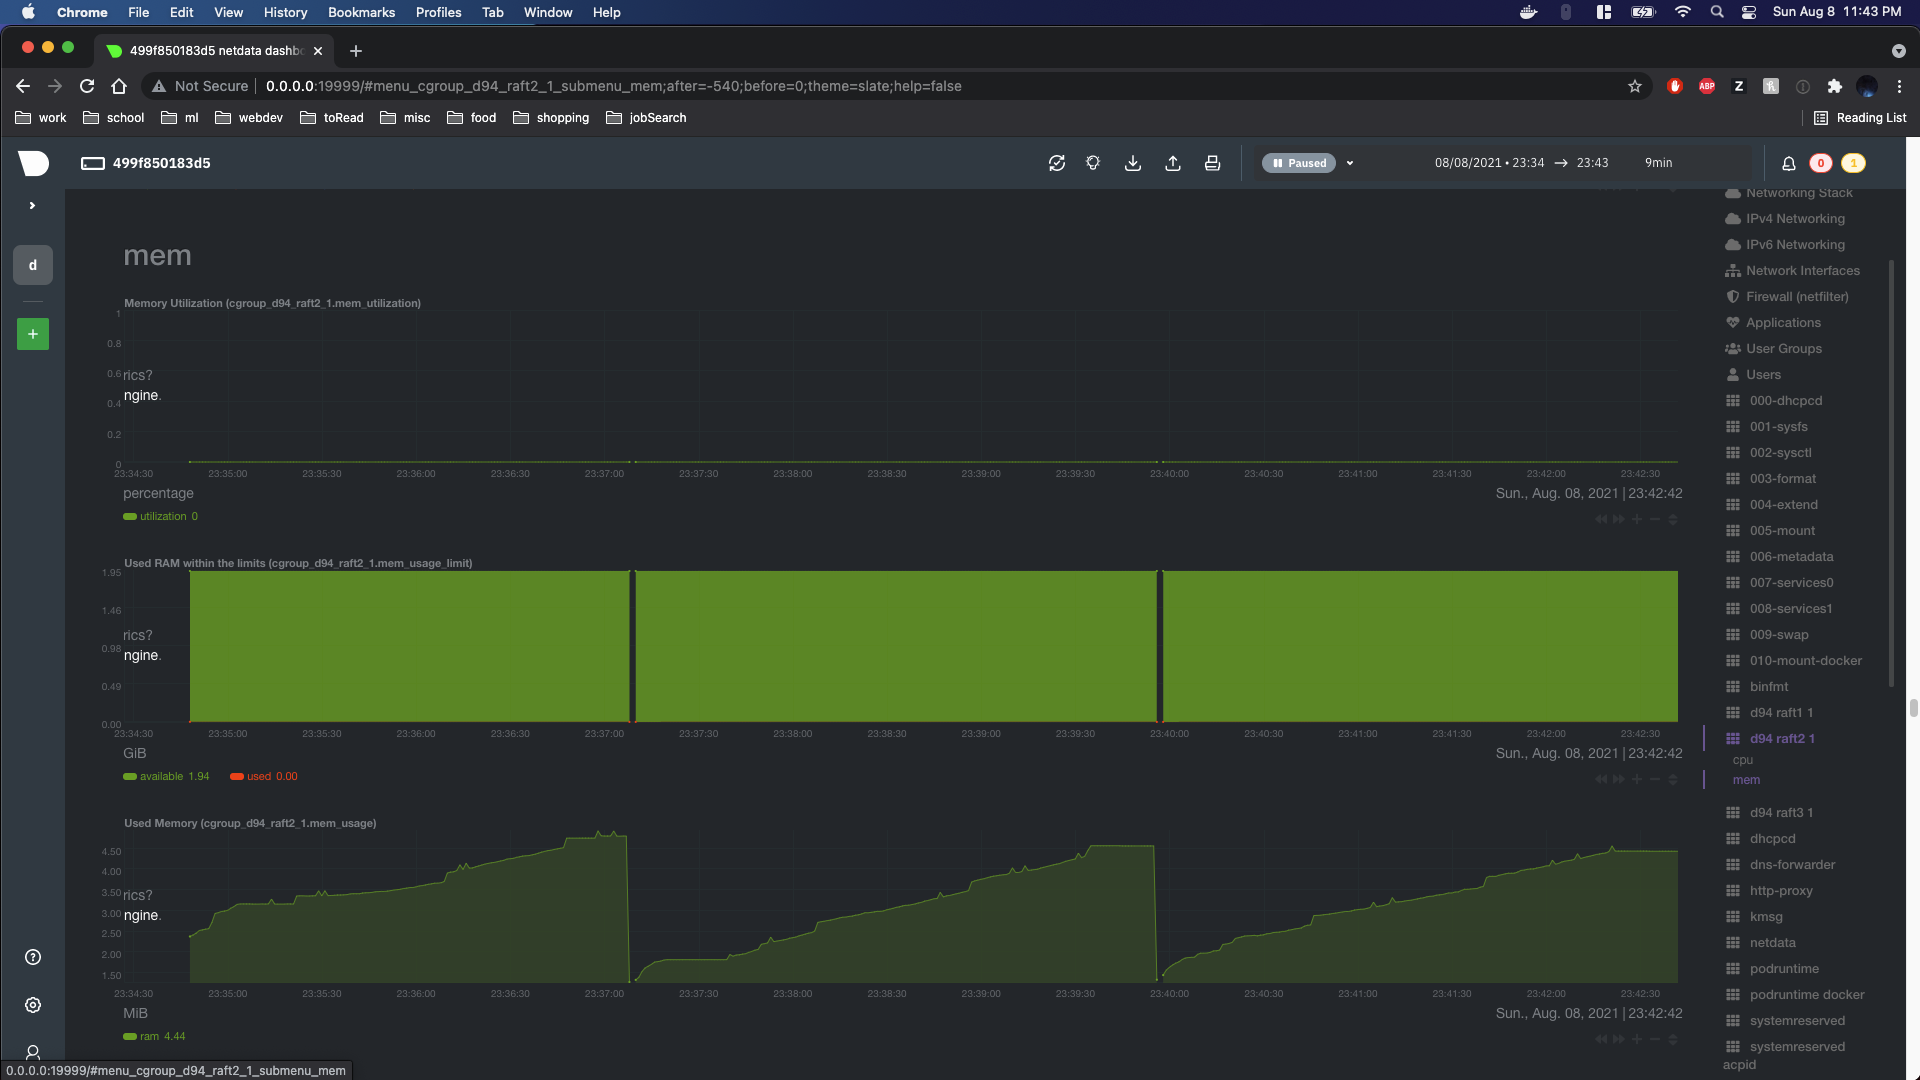 Chrome File Edit View History Bookmarks Profiles Tab Window Help Sun Aug 8 11:43 PM
499f850183d5 netdata dashb
Not Secure 0.0.0.0:19999/#menu_cgroup_d94_raft2_1_submenu_mem;after=-540;before=0;theme=slate;help=false
ABP Z
work school ml webdev toRead misc food shopping jobSearch Reading List
499f850183d5 Paused 08/08/2021 • 23:34 → 23:43 9min 0 1
d
+
mem
Memory Utilization (cgroup_d94_raft2_1.mem_utilization)
1
0.8
0.6
rics?
0.4
ngine.
0.2
0
23:34:30 23:35:00 23:35:30 23:36:00 23:36:30 23:37:00 23:37:30 23:38:00 23:38:30 23:39:00 23:39:30 23:40:00 23:40:30 23:41:00 23:41:30 23:42:00 23:42:30
percentage Sun., Aug. 08, 2021 | 23:42:42
utilization 0
Used RAM within the limits (cgroup_d94_raft2_1.mem_usage_limit)
1.95
1.46
rics?
0.98
ngine.
0.49
0.00
23:34:30 23:35:00 23:35:30 23:36:00 23:36:30 23:37:00 23:37:30 23:38:00 23:38:30 23:39:00 23:39:30 23:40:00 23:40:30 23:41:00 23:41:30 23:42:00 23:42:30
GiB Sun., Aug. 08, 2021 | 23:42:42
available 1.94 used 0.00
Used Memory (cgroup_d94_raft2_1.mem_usage)
4.50
4.00
3.50
rics?
3.00
ngine.
2.50
2.00
1.50
23:34:30 23:35:00 23:35:30 23:36:00 23:36:30 23:37:00 23:37:30 23:38:00 23:38:30 23:39:00 23:39:30 23:40:00 23:40:30 23:41:00 23:41:30 23:42:00 23:42:30
MiB Sun., Aug. 08, 2021 | 23:42:42
ram 4.44
Networking Stack
IPv4 Networking
IPv6 Networking
Network Interfaces
Firewall (netfilter)
Applications
User Groups
Users
000-dhcpcd
001-sysfs
002-sysctl
003-format
004-extend
005-mount
006-metadata
007-services0
008-services1
009-swap
010-mount-docker
binfmt
d94 raft1 1
d94 raft2 1
cpu
mem
d94 raft3 1
dhcpcd
dns-forwarder
http-proxy
kmsg
netdata
podruntime
podruntime docker
systemreserved
systemreserved
acpid
0.0.0.0:19999/#menu_cgroup_d94_raft2_1_submenu_mem